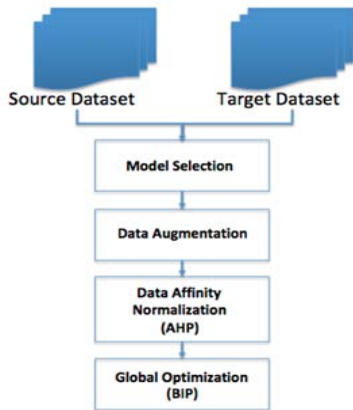 Source Dataset
Target Dataset
Model Selection
Data Augmentation
Data Affinity
Normalization
(AHP)
Global Optimization
(BIP)